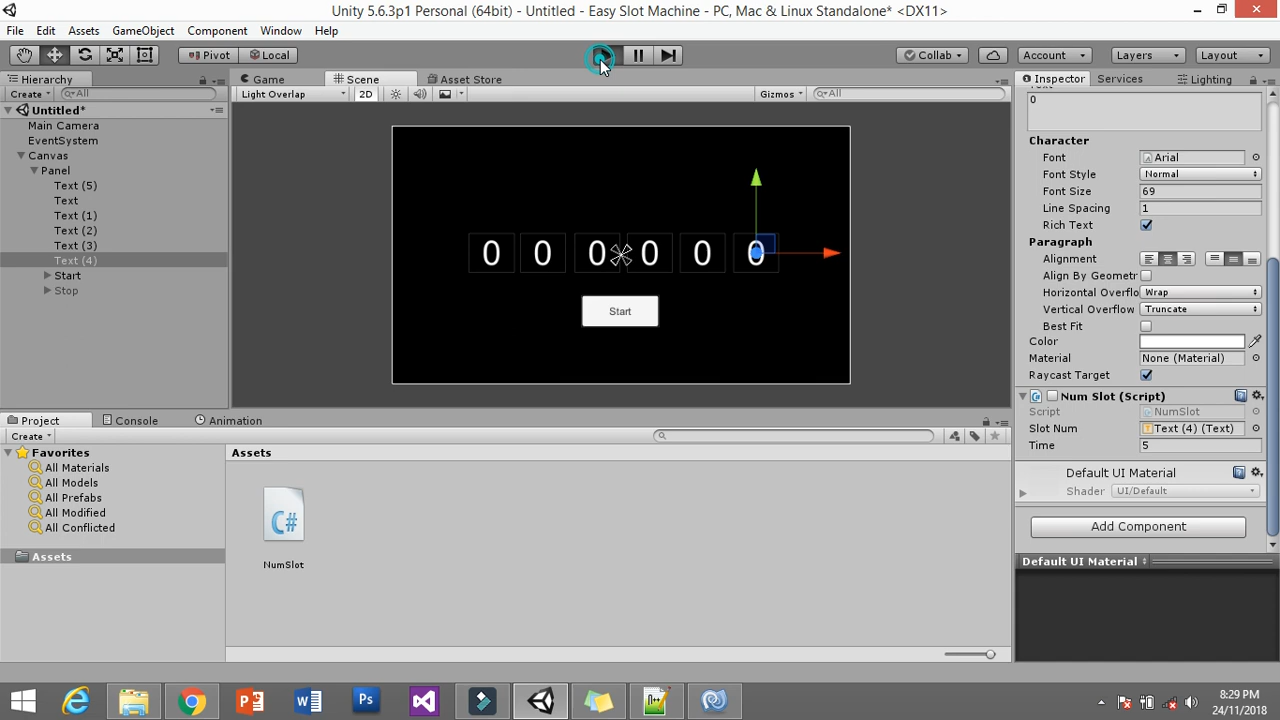 Unity 5.6.3p1 Personal (64bit) - Untitled - Easy Slot Machine - PC, Mac & Linux Standalone* <DX11>
File Edit Assets GameObject Component Window Help
Pivot Local Collab Account Layers Layout
Hierarchy Game Scene Asset Store Inspector Services Lighting
Create All Light Overlap 2D Gizmos All
Untitled*
Main Camera
EventSystem
Canvas
Panel
Text (5)
Text
Text (1)
Text (2)
Text (3)
Text (4)
Start
Stop
0 0 0 0 0 0
Start
0
Character
Font Arial
Font Style Normal
Font Size 69
Line Spacing 1
Rich Text
Paragraph
Alignment
Align By Geometr
Horizontal Overflo Wrap
Vertical Overflow Truncate
Best Fit
Color
Material None (Material)
Raycast Target
Num Slot (Script)
Script NumSlot
Slot Num Text (4) (Text)
Time 5
Default UI Material
Shader UI/Default
Add Component
Default UI Material
Project Console Animation
Create
Favorites
All Materials
All Models
All Prefabs
All Modified
All Conflicted
Assets
Assets
C#
NumSlot
Ps
n++
8:29 PM
24/11/2018